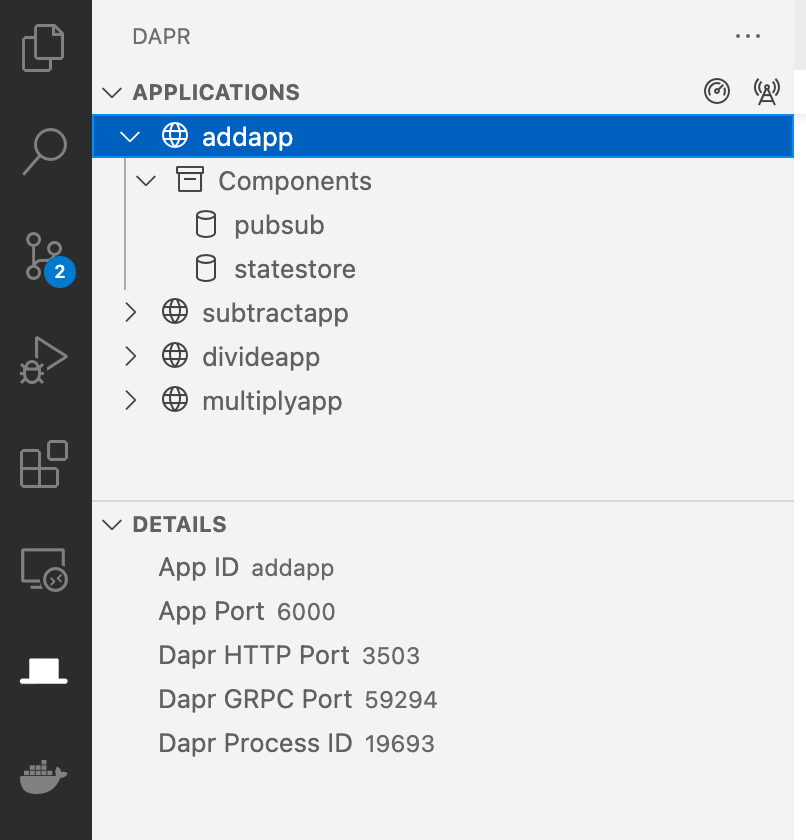 DAPR
APPLICATIONS
addapp
Components
pubsub
statestore
2
subtractapp
divideapp
multiplyapp
DETAILS
App ID addapp
App Port 6000
Dapr HTTP Port 3503
Dapr GRPC Port 59294
Dapr Process ID 19693